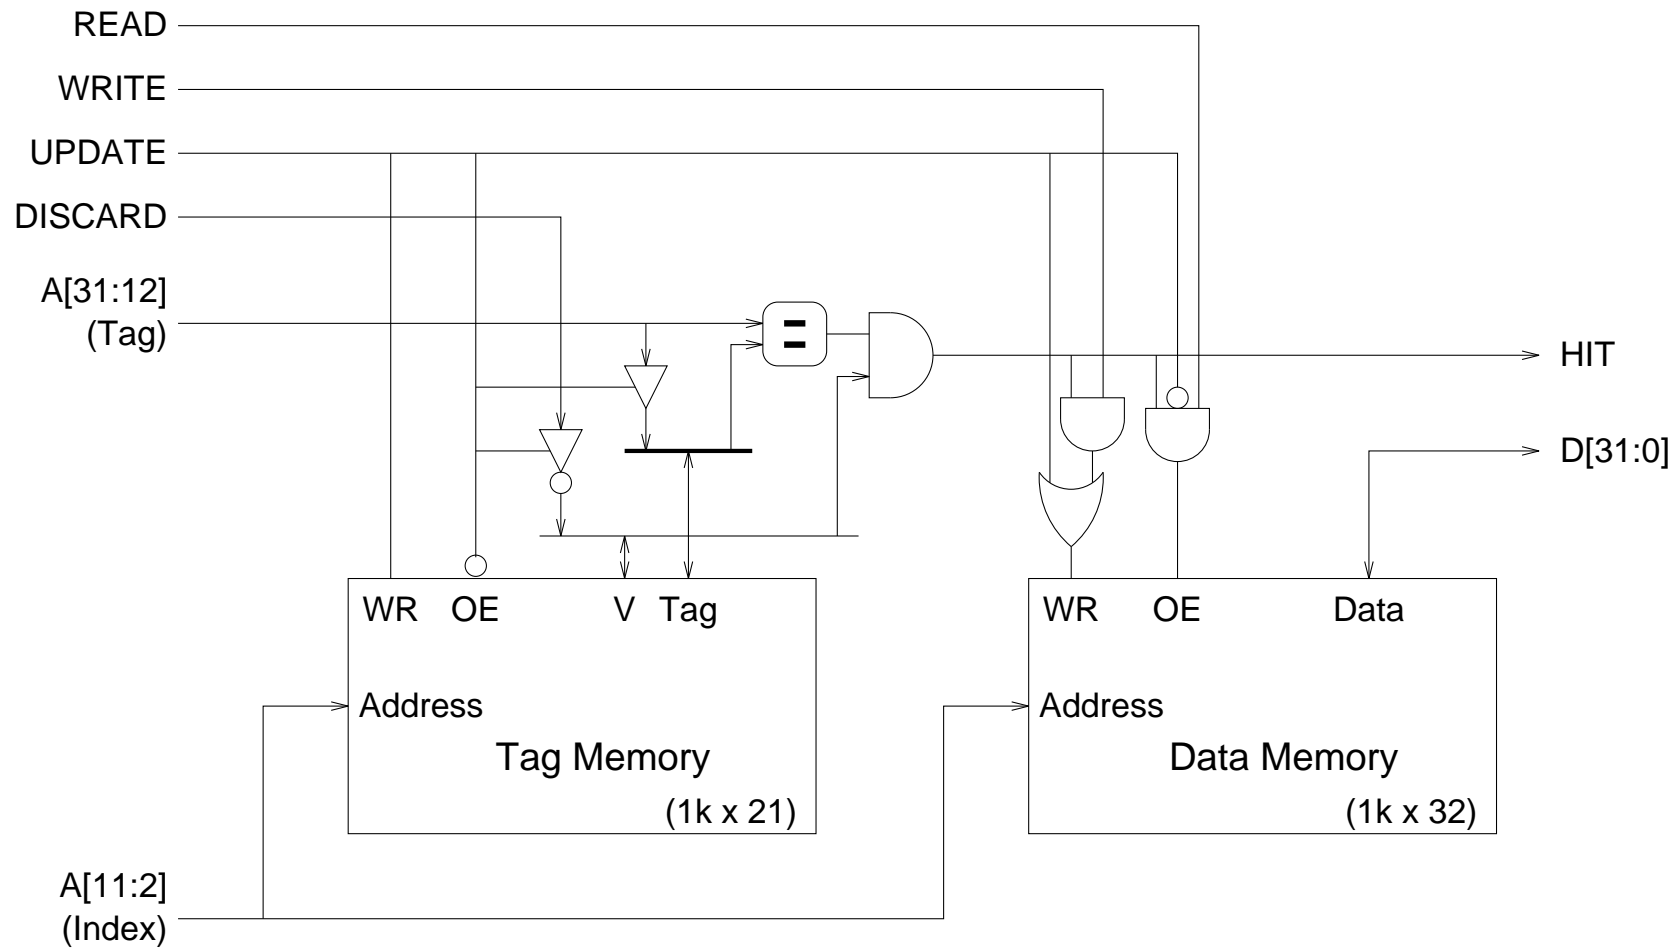 READ
WRITE
UPDATE
DISCARD
A[31:12]
(Tag)
=
HIT
D[31:0]
WR OE V Tag
WR OE Data
Address
Address
Tag Memory
Data Memory
(1k x 21)
(1k x 32)
A[11:2]
(Index)